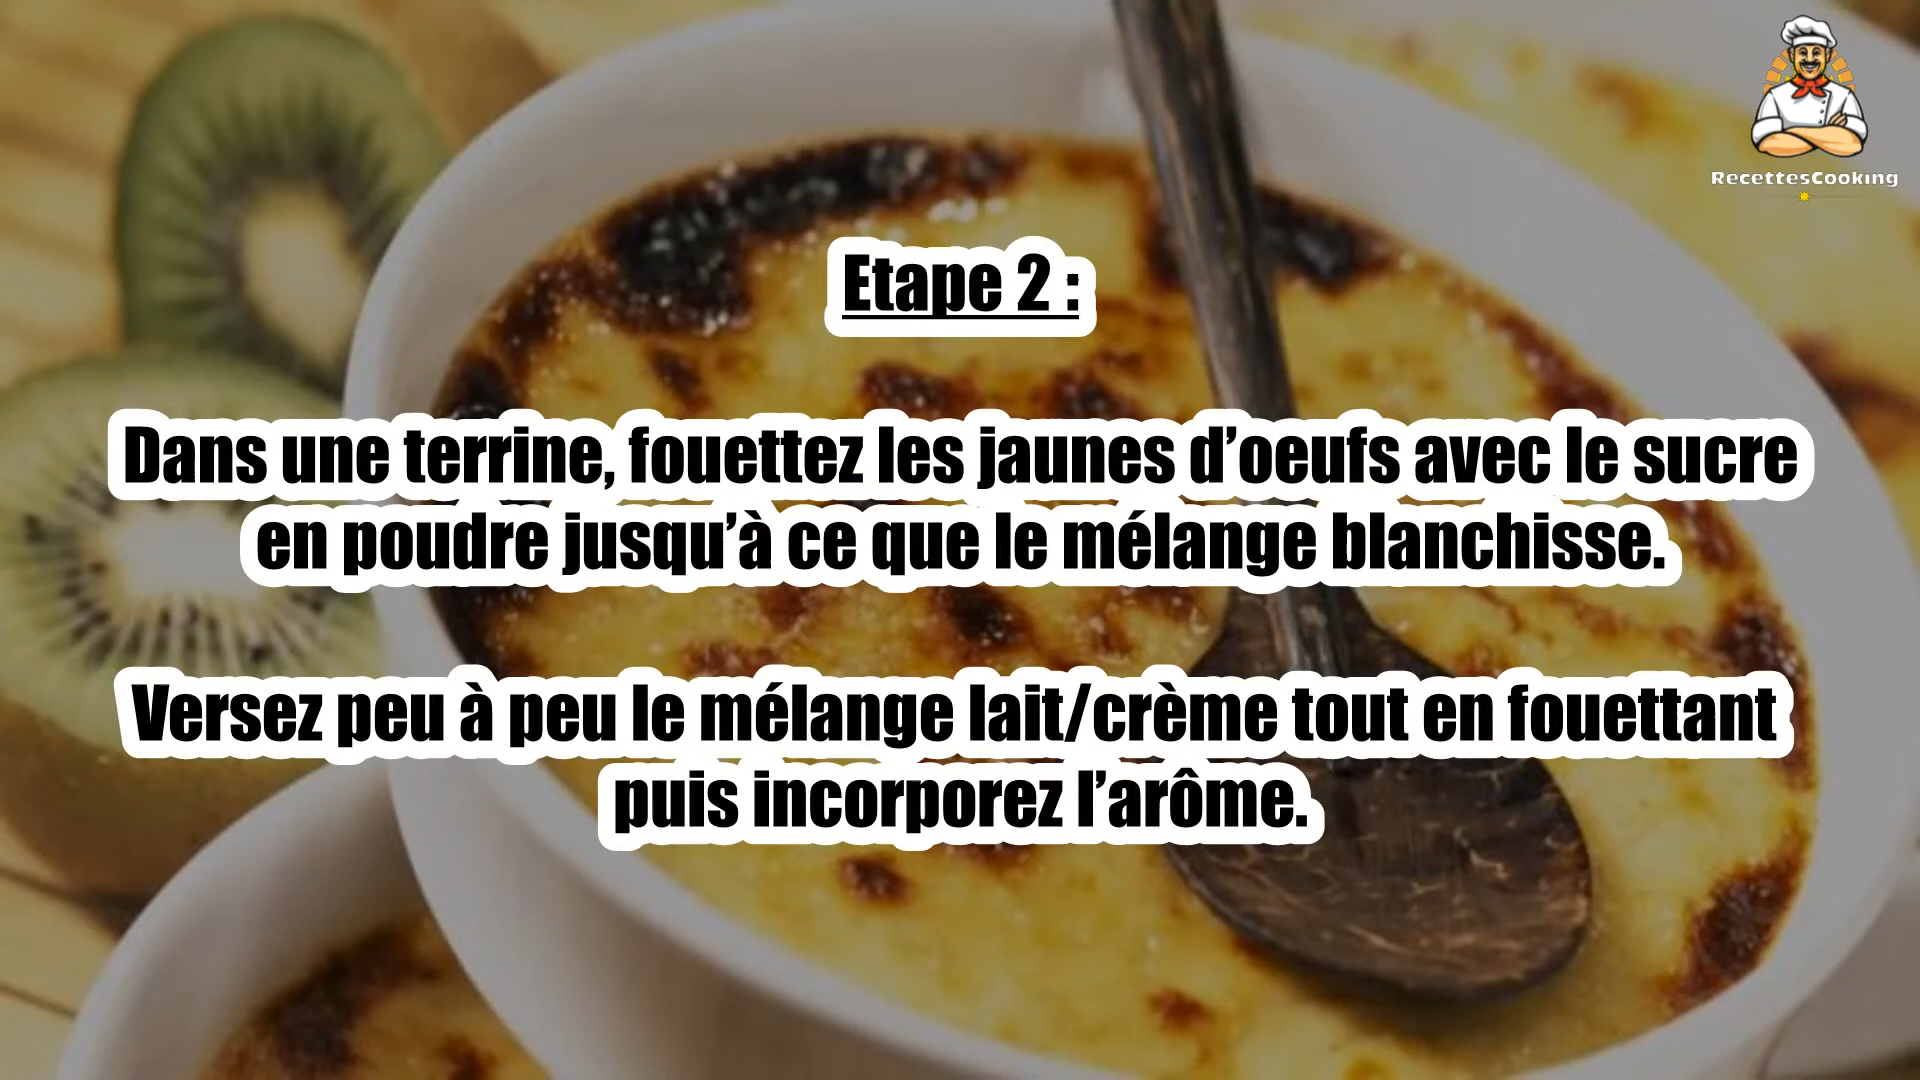 RecettesCooking
Etape 2 :
Dans une terrine, fouettez les jaunes d’oeufs avec le sucre
en poudre jusqu’à ce que le mélange blanchisse.
Versez peu à peu le mélange lait/crème tout en fouettant
puis incorporez l’arôme.